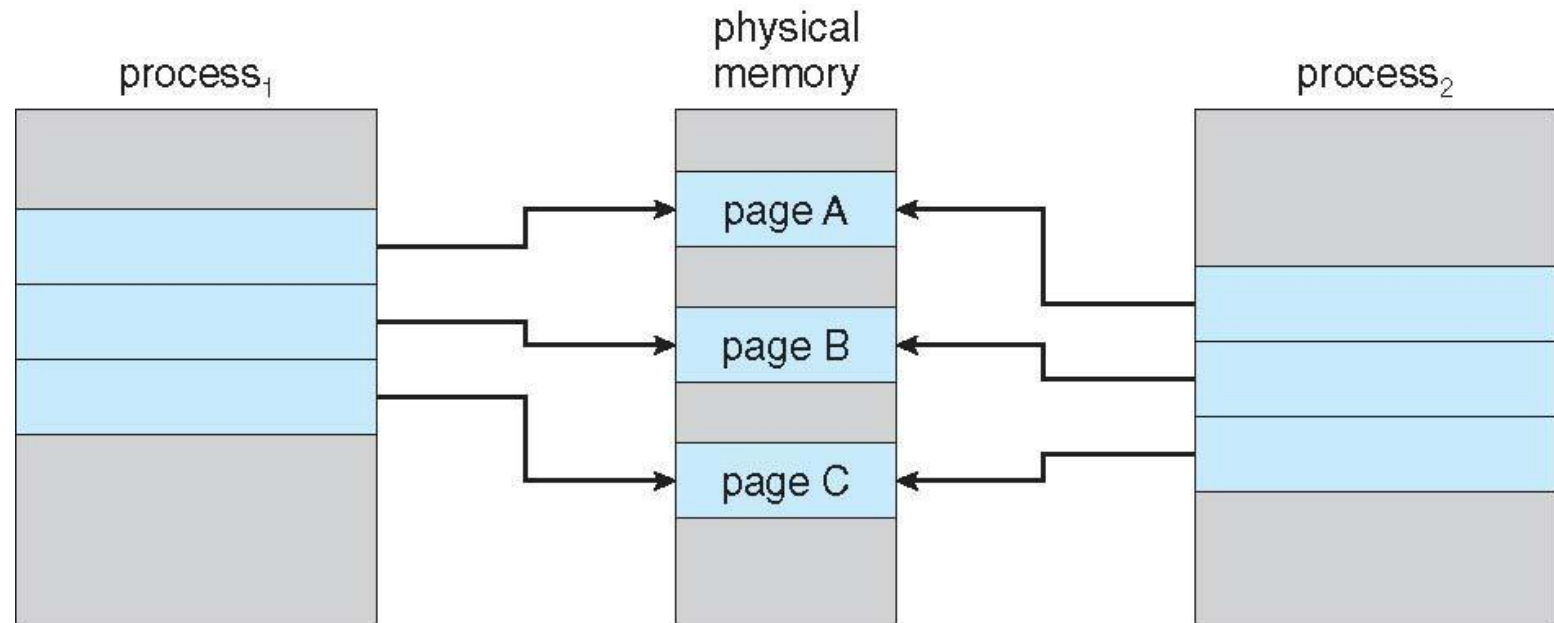 process₁
physical
memory
process₂
page A
page B
page C